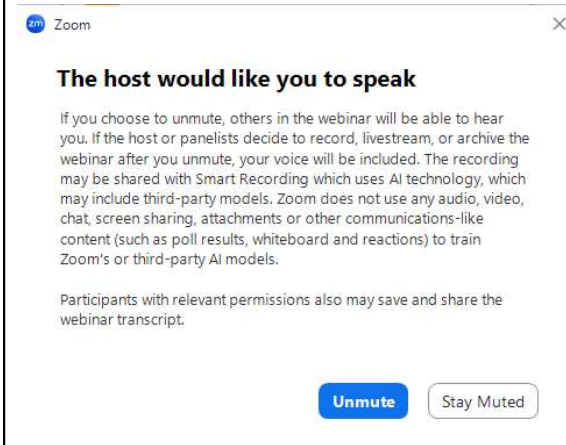 zm Zoom
The host would like you to speak
If you choose to unmute, others in the webinar will be able to hear
you. If the host or panelists decide to record, livestream, or archive the
webinar after you unmute, your voice will be included. The recording
may be shared with Smart Recording which uses AI technology, which
may include third-party models. Zoom does not use any audio, video,
chat, screen sharing, attachments or other communications-like
content (such as poll results, whiteboard and reactions) to train
Zoom's or third-party AI models.
Participants with relevant permissions also may save and share the
webinar transcript.
Unmute Stay Muted